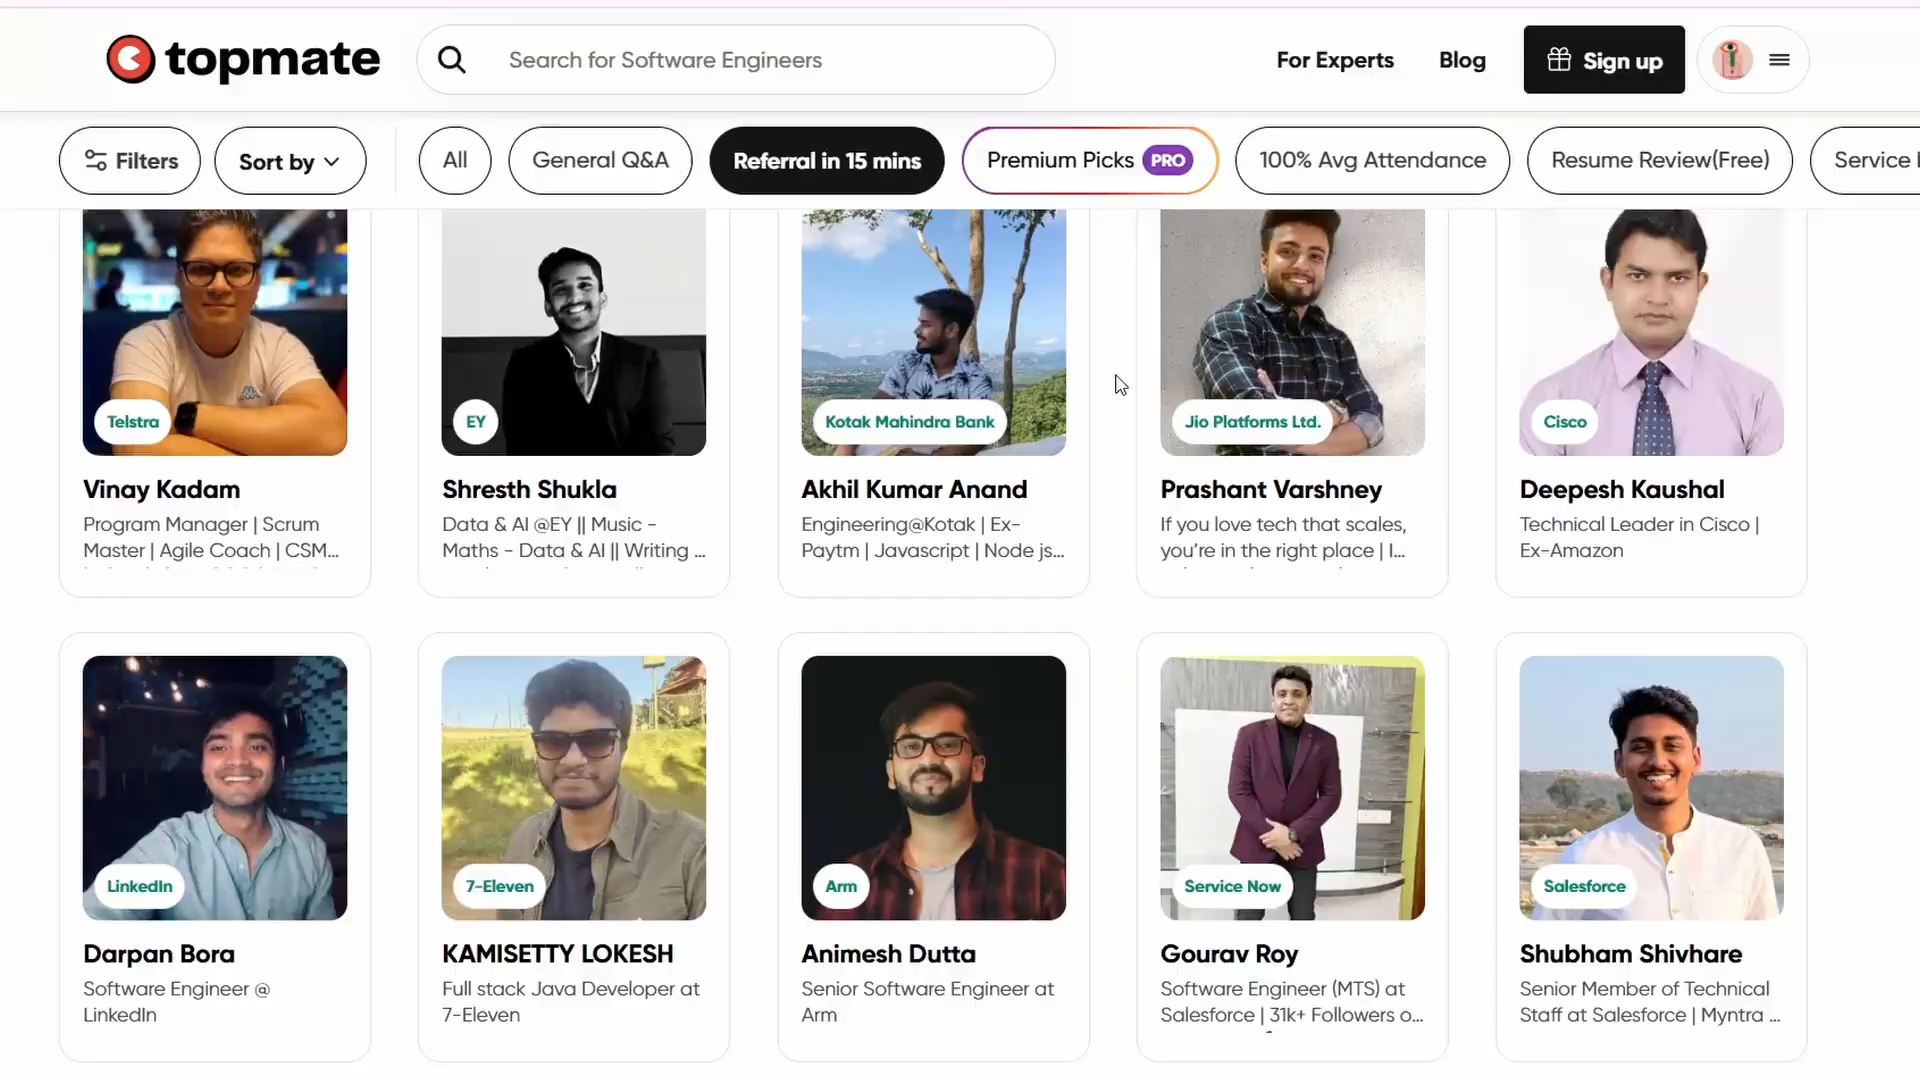 topmate
Search for Software Engineers
For Experts
Blog
Sign up
Filters
Sort by
All
General Q&A
Referral in 15 mins
Premium Picks PRO
100% Avg Attendance
Resume Review(Free)
Service
Telstra
EY
Kotak Mahindra Bank
Jio Platforms Ltd.
Cisco
Vinay Kadam
Program Manager | Scrum
Master | Agile Coach | CSM...
Shresth Shukla
Data & AI @EY || Music -
Maths - Data & AI || Writing ...
Akhil Kumar Anand
Engineering@Kotak | Ex-
Paytm | Javascript | Node js...
Prashant Varshney
If you love tech that scales,
you're in the right place | I...
Deepesh Kaushal
Technical Leader in Cisco |
Ex-Amazon
LinkedIn
7-Eleven
Arm
Service Now
Salesforce
Darpan Bora
Software Engineer @
LinkedIn
KAMISETTY LOKESH
Full stack Java Developer at
7-Eleven
Animesh Dutta
Senior Software Engineer at
Arm
Gourav Roy
Software Engineer (MTS) at
Salesforce | 31k+ Followers o...
Shubham Shivhare
Senior Member of Technical
Staff at Salesforce | Myntra ...